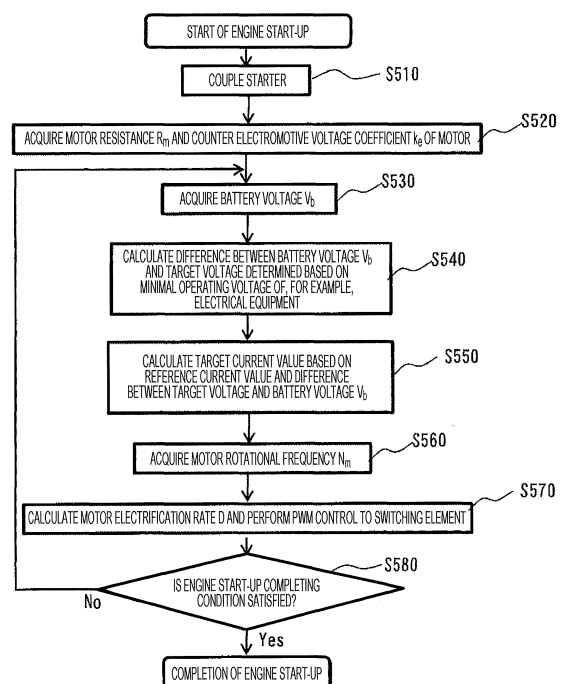 START OF ENGINE START-UP
COUPLE STARTER
S510
ACQUIRE MOTOR RESISTANCE Rm AND COUNTER ELECTROMOTIVE VOLTAGE COEFFICIENT ke OF MOTOR
S520
ACQUIRE BATTERY VOLTAGE Vb
S530
CALCULATE DIFFERENCE BETWEEN BATTERY VOLTAGE Vb
AND TARGET VOLTAGE DETERMINED BASED ON
MINIMAL OPERATING VOLTAGE OF, FOR EXAMPLE,
ELECTRICAL EQUIPMENT
S540
CALCULATE TARGET CURRENT VALUE BASED ON
REFERENCE CURRENT VALUE AND DIFFERENCE
BETWEEN TARGET VOLTAGE AND BATTERY VOLTAGE Vb
S550
ACQUIRE MOTOR ROTATIONAL FREQUENCY Nm
S560
CALCULATE MOTOR ELECTRIFICATION RATE D AND PERFORM PWM CONTROL TO SWITCHING ELEMENT
S570
IS ENGINE START-UP COMPLETING
CONDITION SATISFIED?
S580
No
Yes
COMPLETION OF ENGINE START-UP